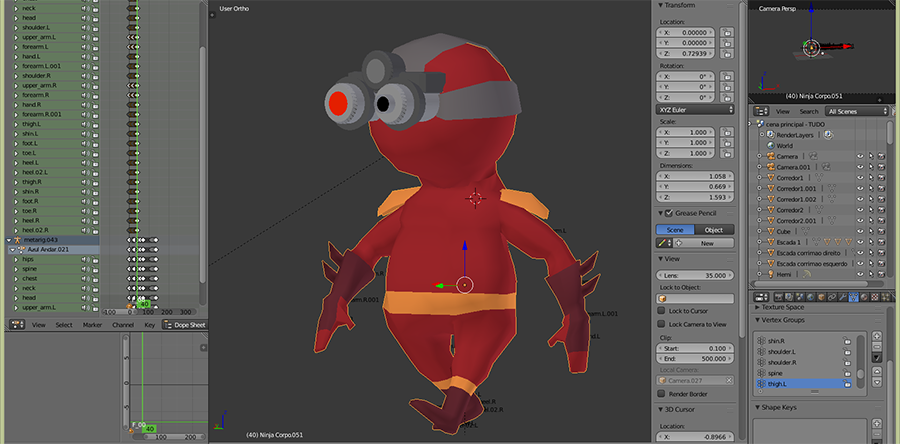 neck
head
shoulder.L
upper_arm.L
forearm.L
hand.L
forearm.L.001
shoulder.R
upper_arm.R
forearm.R
hand.R
forearm.R.001
thigh.L
shin.L
foot.L
toe.L
heel.L
heel.02.L
thigh.R
shin.R
foot.R
toe.R
heel.R
heel.02.R
metarig.043
Axul Andar.021
hips
spine
chest
neck
head
upper_arm.L
-100 0 40 100 200 300
View Select Marker Channel Key Dope Sheet
F_00
40 100 200
User Ortho
(40) Ninja Corpo.051
Transform
Location:
X: 0.00000
Y: 0.00000
Z: 0.72939
Rotation:
X: 0°
Y: 0°
Z: 0°
XYZ Euler
Scale:
X: 1.000
Y: 1.000
Z: 1.000
Dimensions:
X: 1.058
Y: 0.669
Z: 1.593
Grease Pencil
Scene Object
New
View
Lens: 35.000
Lock to Object:
Lock to Cursor
Lock Camera to View
Clip:
Start: 0.100
End: 500.000
Local Camera:
Camera.027
Render Border
3D Cursor
Location:
X: -0.8966
Camera Persp
(40) Ninja Corpo.051
View Search All Scenes
cena principal - TUDO
RenderLayers
World
Camera
Camera.001
Corredor1
Corredor1.001
Corredor1.002
Corredor2
Corredor2.001
Cube
Escada 1
Escada corrimao direito
Escada corrimao esquerdo
Hemi
Texture Space
Vertex Groups
shin.R
shoulder.L
shoulder.R
spine
thigh.L
Shape Keys